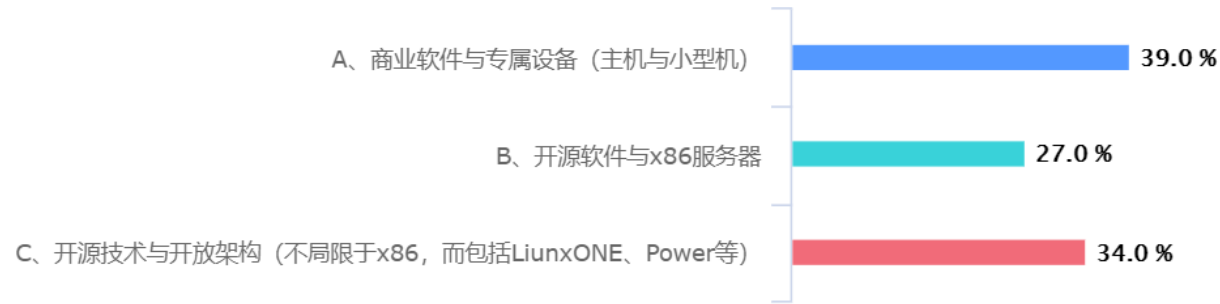 A、商业软件与专属设备（主机与小型机） 39.0 %
B、开源软件与x86服务器 27.0 %
C、开源技术与开放架构（不局限于x86，而包括LiunxONE、Power等） 34.0 %